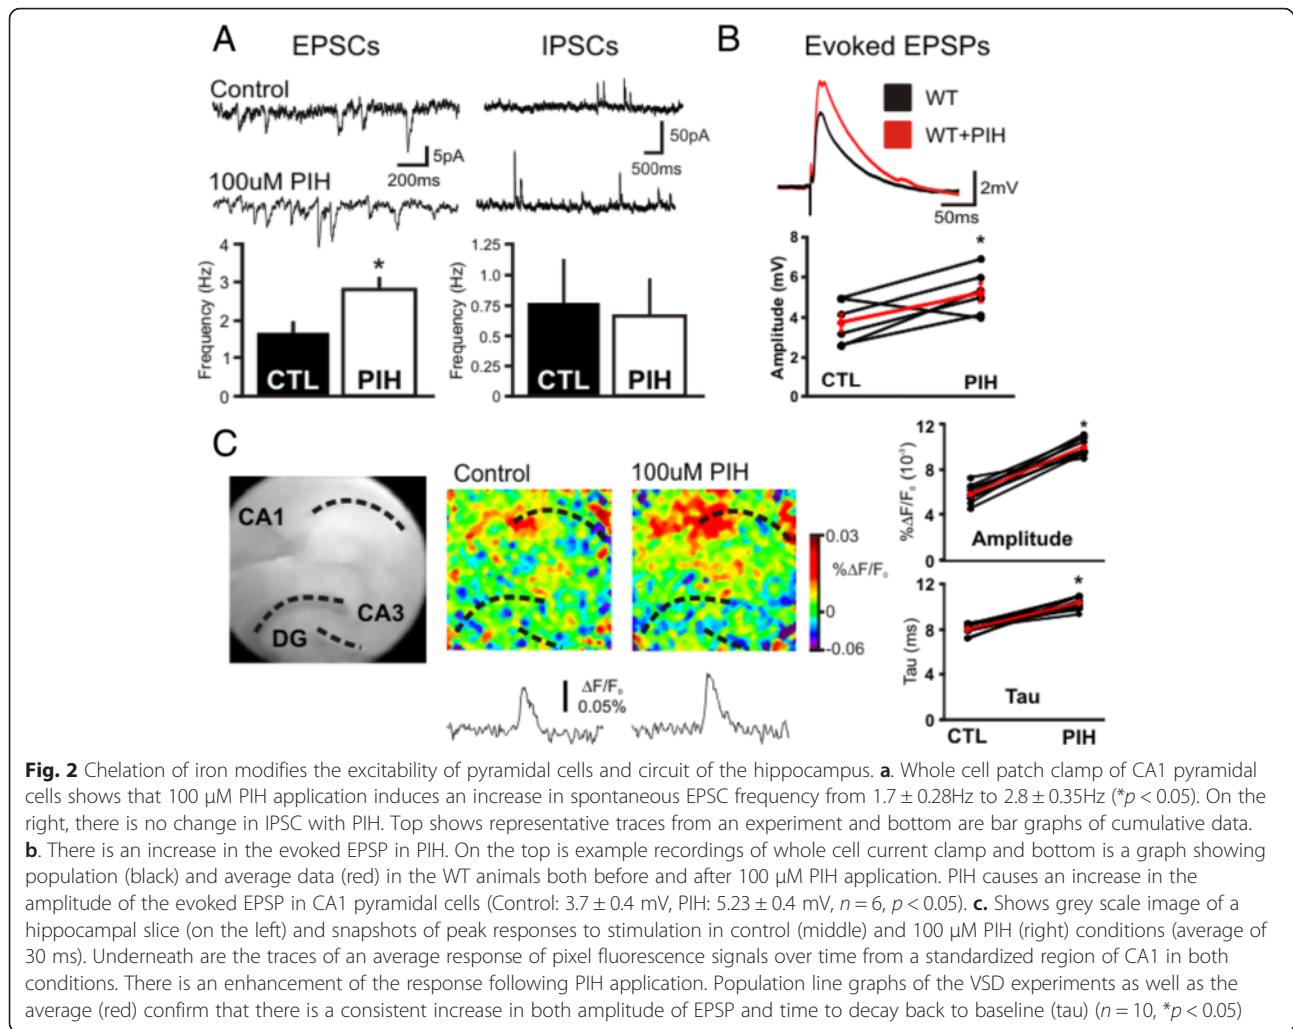 A
EPSCs
IPSCs
Control
5pA
200ms
50pA
500ms
100uM PIH
4
3
2
1
0
Frequency (Hz)
*
CTL
PIH
1.25
1.0
0.75
0.5
0.25
0
Frequency (Hz)
CTL
PIH
B
Evoked EPSPs
WT
WT+PIH
2mV
50ms
8
6
4
2
0
Amplitude (mV)
*
CTL
PIH
C
CA1
CA3
DG
Control
100uM PIH
0.03
%ΔF/F₀
0
-0.06
ΔF/F₀
0.05%
12
8
4
0
%ΔF/F₀ (10⁻³)
*
Amplitude
12
8
4
0
Tau (ms)
*
Tau
CTL
PIH
Fig. 2 Chelation of iron modifies the excitability of pyramidal cells and circuit of the hippocampus. a. Whole cell patch clamp of CA1 pyramidal
cells shows that 100 μM PIH application induces an increase in spontaneous EPSC frequency from 1.7 ± 0.28Hz to 2.8 ± 0.35Hz (*p < 0.05). On the
right, there is no change in IPSC with PIH. Top shows representative traces from an experiment and bottom are bar graphs of cumulative data.
b. There is an increase in the evoked EPSP in PIH. On the top is example recordings of whole cell current clamp and bottom is a graph showing
population (black) and average data (red) in the WT animals both before and after 100 μM PIH application. PIH causes an increase in the
amplitude of the evoked EPSP in CA1 pyramidal cells (Control: 3.7 ± 0.4 mV, PIH: 5.23 ± 0.4 mV, n = 6, p < 0.05). c. Shows grey scale image of a
hippocampal slice (on the left) and snapshots of peak responses to stimulation in control (middle) and 100 μM PIH (right) conditions (average of
30 ms). Underneath are the traces of an average response of pixel fluorescence signals over time from a standardized region of CA1 in both
conditions. There is an enhancement of the response following PIH application. Population line graphs of the VSD experiments as well as the
average (red) confirm that there is a consistent increase in both amplitude of EPSP and time to decay back to baseline (tau) (n = 10, *p < 0.05)